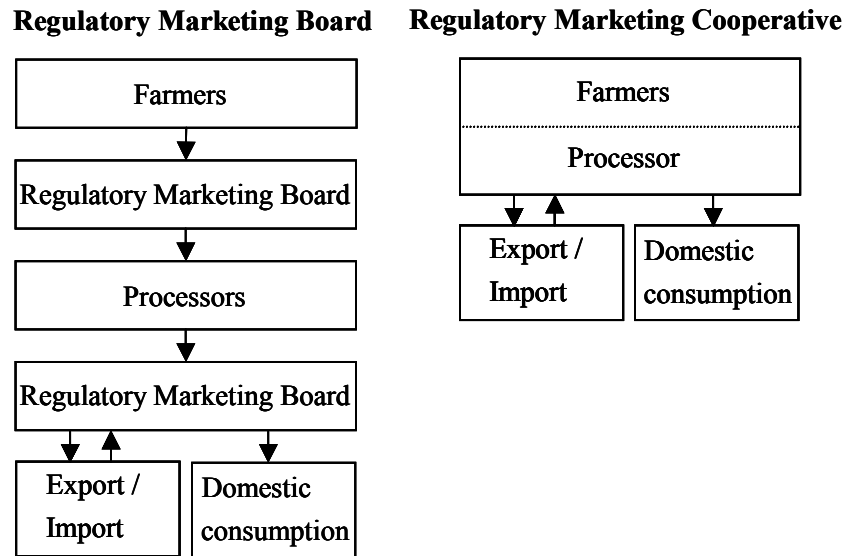 Regulatory Marketing Board
Farmers
Regulatory Marketing Board
Processors
Regulatory Marketing Board
Export /
Import
Domestic
consumption
Regulatory Marketing Cooperative
Farmers
Processor
Export /
Import
Domestic
consumption